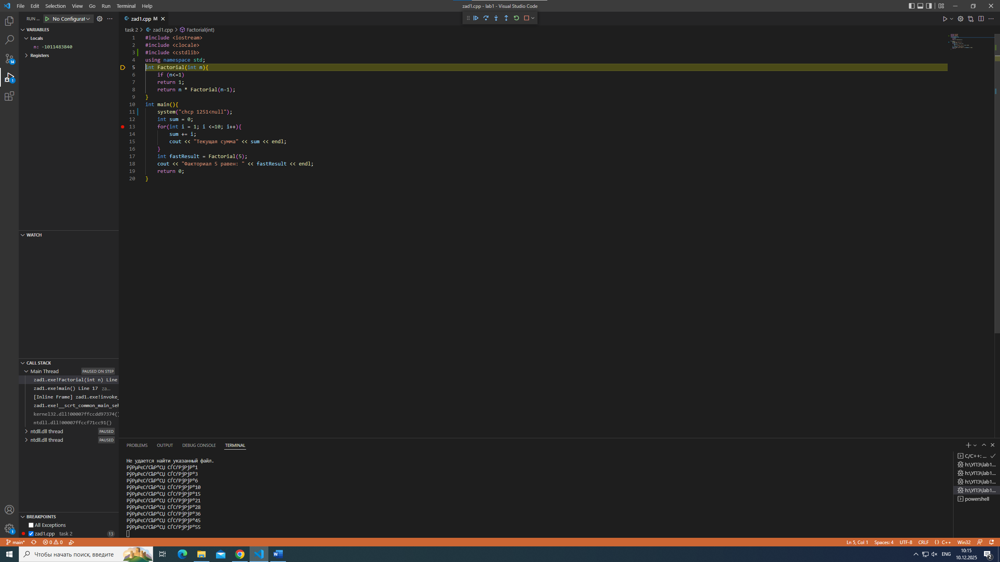 File Edit Selection View Go Run Terminal Help
zad1.cpp - lab1 - Visual Studio Code
RUN ... No Configurat
zad1.cpp M
VARIABLES
Locals
n: -1011483840
Registers
task 2 > zad1.cpp > Factorial(int)
1 #include <iostream>
2 #include <clocale>
3 #include <cstdlib>
4 using namespace std;
5 int Factorial(int n){
6 if (n<=1)
7 return 1;
8 return n * Factorial(n-1);
9 }
10 int main(){
11 system("chcp 1251<null");
12 int sum = 0;
13 for(int i = 1; i <=10; i++){
14 sum += i;
15 cout << "Текущая сумма" << sum << endl;
16 }
17 int fastResult = Factorial(5);
18 cout << "Факториал 5 равен: " << fastResult << endl;
19 return 0;
20 }
14
1
WATCH
CALL STACK
Main Thread PAUSED ON STEP
zad1.exe!Factorial(int n) Line
zad1.exe!main() Line 17 za...
[Inline Frame] zad1.exe!invoke_
zad1.exe!__scrt_common_main_seh
kernel32.dll!00007ffccdd97374()
ntdll.dll!00007ffccf71cc91()
ntdll.dll thread PAUSED
ntdll.dll thread PAUSED
BREAKPOINTS
All Exceptions
zad1.cpp task 2 13
1
PROBLEMS OUTPUT DEBUG CONSOLE TERMINAL
Не удается найти указанный файл.
РўРµРєСѓС‰Р°СЏ СЃСѓРјРјР°1
РўРµРєСѓС‰Р°СЏ СЃСѓРјРјР°3
РўРµРєСѓС‰Р°СЏ СЃСѓРјРјР°6
РўРµРєСѓС‰Р°СЏ СЃСѓРјРјР°10
РўРµРєСѓС‰Р°СЏ СЃСѓРјРјР°15
РўРµРєСѓС‰Р°СЏ СЃСѓРјРјР°21
РўРµРєСѓС‰Р°СЏ СЃСѓРјРјР°28
РўРµРєСѓС‰Р°СЏ СЃСѓРјРјР°36
РўРµРєСѓС‰Р°СЏ СЃСѓРјРјР°45
РўРµРєСѓС‰Р°СЏ СЃСѓРјРјР°55
C/C++: ...
h:\УПЭ\lab1...
h:\УПЭ\lab1...
h:\УПЭ\lab1...
h:\УПЭ\lab1...
powershell
main* 0 0
Ln 5, Col 1 Spaces: 4 UTF-8 CRLF {} C++ Win32
Чтобы начать поиск, введите
ENG
10:15
10.12.2025
2